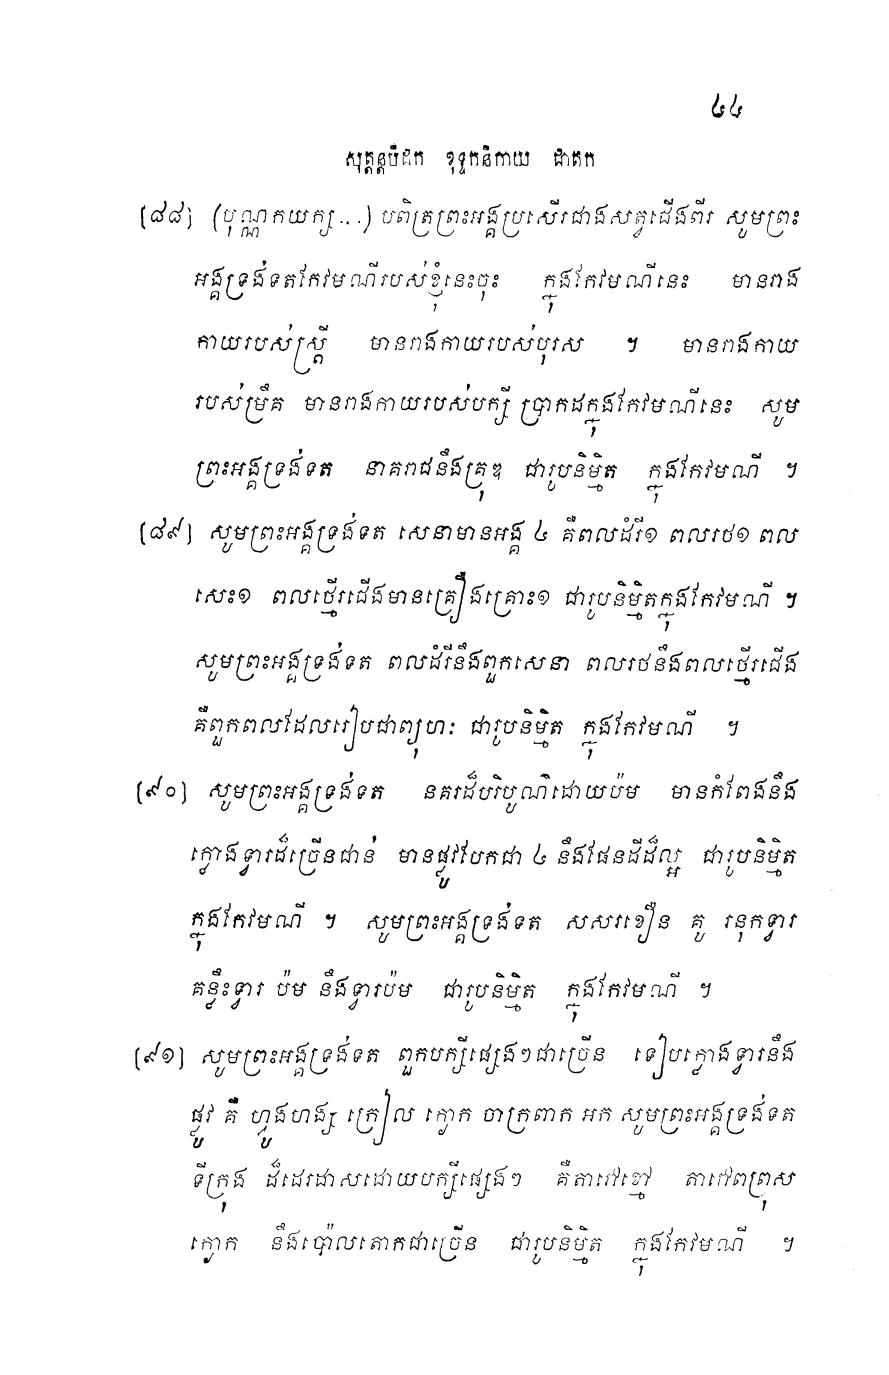 ៤៤
សុត្តន្តបិដក ខុទ្ទកនិកាយ ជាតក
[៨៨] (បុណ្ណកយក្ស...) បពិត្រព្រះអង្គប្រសើរជាងសត្វជើងពីរ សូមព្រះ
អង្គទ្រង់ទតកែវមណីរបស់ខ្ញុំនេះចុះ ក្នុងកែវមណីនេះ មានរាង
កាយរបស់ស្ត្រី មានរាងកាយរបស់បុរស ។ មានរាងកាយ
របស់ម្រឹគ មានរាងកាយរបស់បក្សី ប្រាកដក្នុងកែវមណីនេះ សូម
ព្រះអង្គទ្រង់ទត នាគរាជនឹងគ្រុឌ ជារូបនិម្មិត ក្នុងកែវមណី ។
[៨៩] សូមព្រះអង្គទ្រង់ទត សេនាមានអង្គ ៤ គឺពលដំរី១ ពលរថ១ ពល
សេះ១ ពលថ្មើរជើងមានគ្រឿងគ្រោះ១ ជារូបនិម្មិតក្នុងកែវមណី ។
សូមព្រះអង្គទ្រង់ទត ពលដំរីនឹងពួកសេនា ពលរថនឹងពលថ្មើរជើង
គឺពួកពលដែលរៀបជាព្យុហៈ ជារូបនិម្មិត ក្នុងកែវមណី ។
[៩០] សូមព្រះអង្គទ្រង់ទត នគរដ៏បរិបូណ៌ដោយប៉ម មានកំពែងនឹង
ក្លោងទ្វារដ៏ច្រើនជាន់ មានផ្លូវបែកជា ៤ នឹងផែនដីដ៏ល្អ ជារូបនិម្មិត
ក្នុងកែវមណី ។ សូមព្រះអង្គទ្រង់ទត សសរខឿន គូ រនុកទ្វារ
គន្លឹះទ្វារ ប៉ម នឹងទ្វារប៉ម ជារូបនិម្មិត ក្នុងកែវមណី ។
[៩១] សូមព្រះអង្គទ្រង់ទត ពួកបក្សីផ្សេងៗជាច្រើន ទៀបក្លោងទ្វារនឹង
ផ្លូវ គឺ ហ្វូងហង្ស ក្រៀល ក្ងោក ចាក្រពាក អក សូមព្រះអង្គទ្រង់ទត
ទីក្រុង ដ៏ដេរដាសដោយបក្សីផ្សេងៗ គឺតាវៅខ្មៅ តាវៅពព្រុស
ក្ងោក នឹងប៉ោលតោកជាច្រើន ជារូបនិម្មិត ក្នុងកែវមណី ។